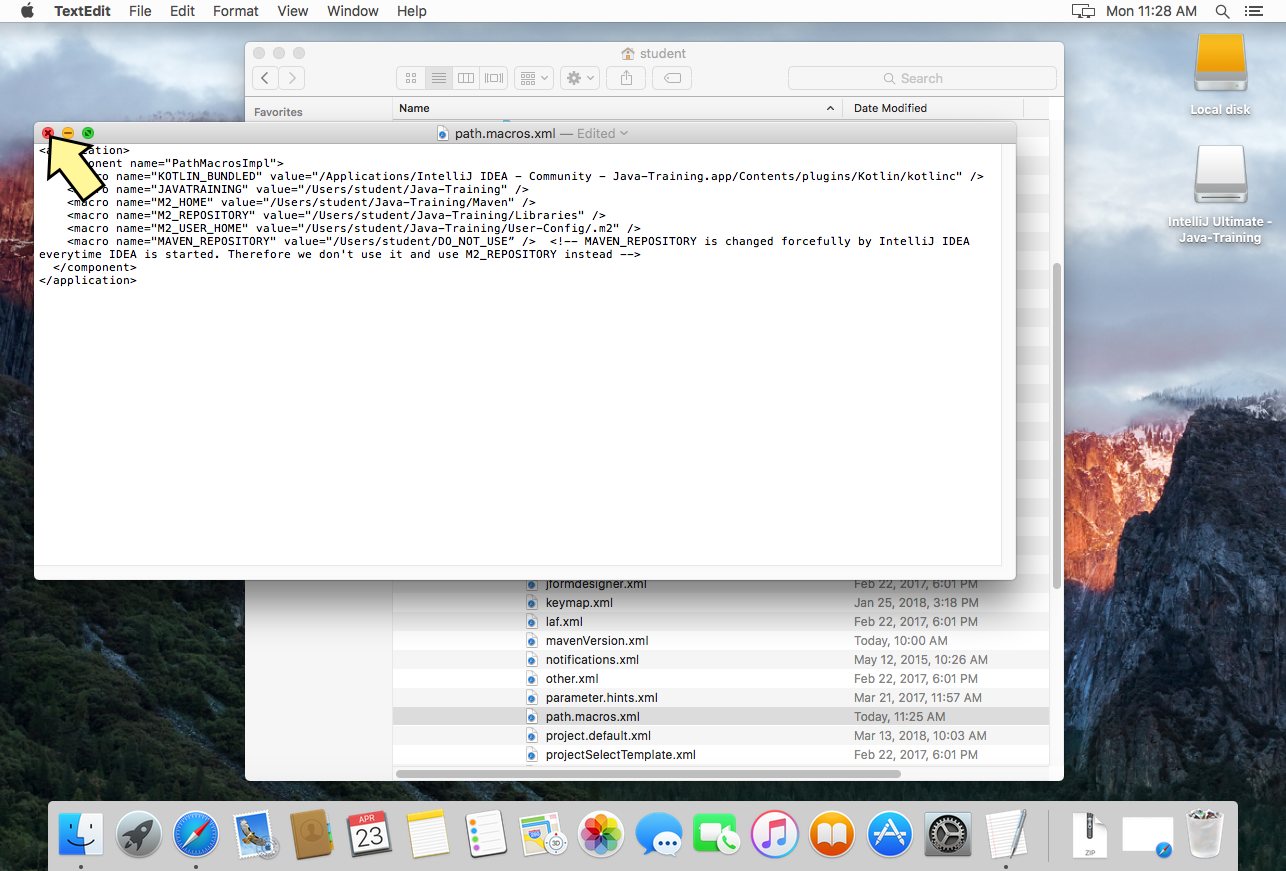 TextEdit File Edit Format View Window Help Mon 11:28 AM
student
Search
Favorites Name Date Modified
path.macros.xml — Edited
<a ation>
onent name="PathMacrosImpl">
o name="KOTLIN_BUNDLED" value="/Applications/IntelliJ IDEA - Community - Java-Training.app/Contents/plugins/Kotlin/kotlinc" />
< o name="JAVATRAINING" value="/Users/student/Java-Training" />
<macro name="M2_HOME" value="/Users/student/Java-Training/Maven" />
<macro name="M2_REPOSITORY" value="/Users/student/Java-Training/Libraries" />
<macro name="M2_USER_HOME" value="/Users/student/Java-Training/User-Config/.m2" />
<macro name="MAVEN_REPOSITORY" value="/Users/student/DO_NOT_USE” /> <!-- MAVEN_REPOSITORY is changed forcefully by IntelliJ IDEA
everytime IDEA is started. Therefore we don't use it and use M2_REPOSITORY instead -->
</component>
</application>
jformdesigner.xml Feb 22, 2017, 6:01 PM
keymap.xml Jan 25, 2018, 3:18 PM
laf.xml Feb 22, 2017, 6:01 PM
mavenVersion.xml Today, 10:00 AM
notifications.xml May 12, 2015, 10:26 AM
other.xml Feb 22, 2017, 6:01 PM
parameter.hints.xml Mar 21, 2017, 11:57 AM
path.macros.xml Today, 11:25 AM
project.default.xml Mar 13, 2018, 10:03 AM
projectSelectTemplate.xml Feb 22, 2017, 6:01 PM
Local disk
IntelliJ Ultimate -
Java-Training
APR
23
3D
ZIP